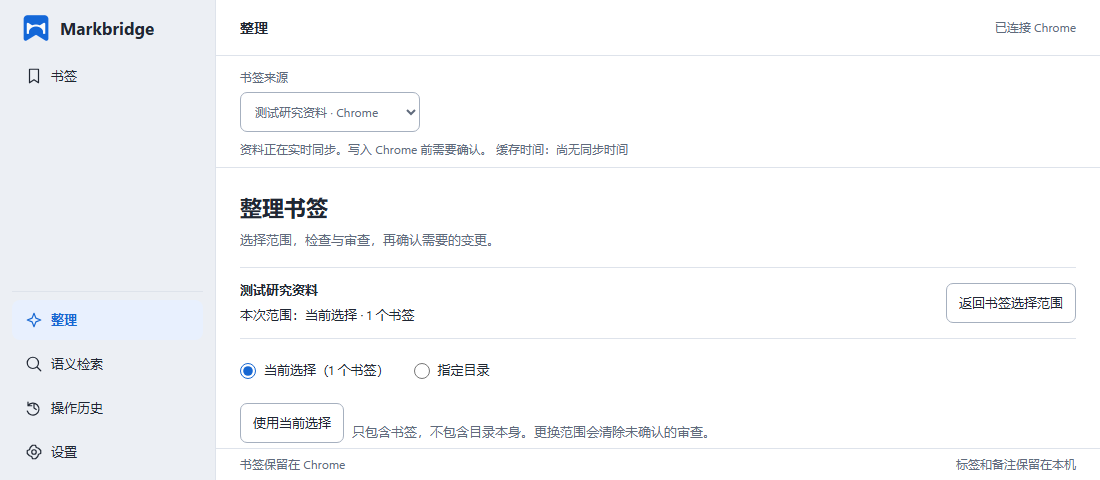 Markbridge
书签
整理
语义检索
操作历史
设置
整理
已连接 Chrome
书签来源
测试研究资料 · Chrome
资料正在实时同步。写入 Chrome 前需要确认。 缓存时间：尚无同步时间
整理书签
选择范围，检查与审查，再确认需要的变更。
测试研究资料
本次范围：当前选择 · 1 个书签
返回书签选择范围
当前选择（1 个书签）
指定目录
使用当前选择
只包含书签，不包含目录本身。更换范围会清除未确认的审查。
书签保留在 Chrome
标签和备注保留在本机